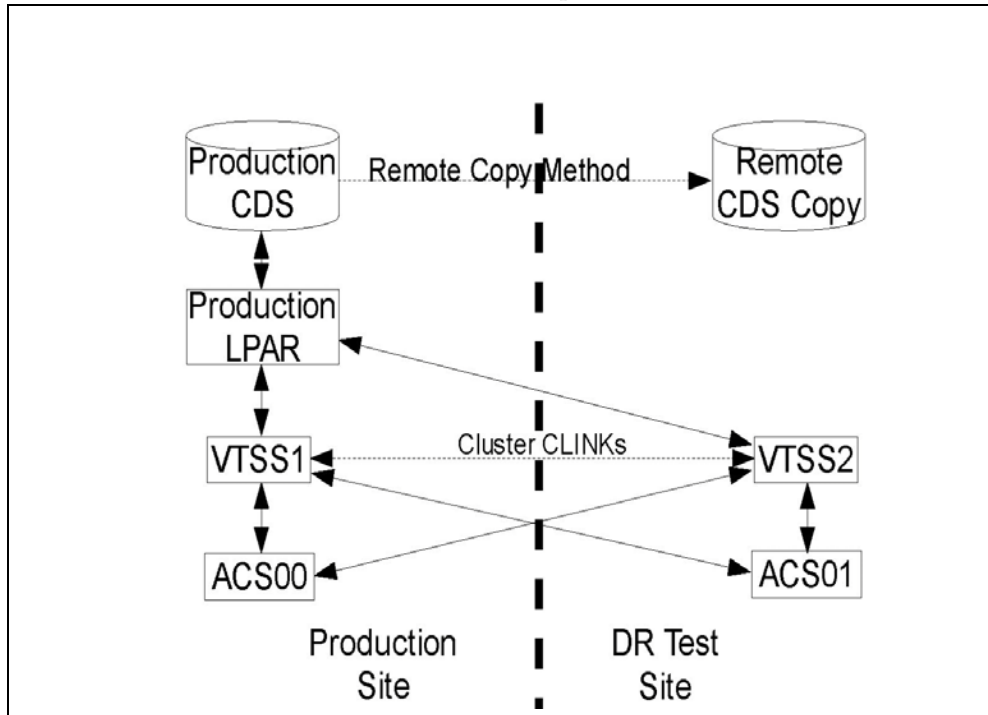 Production
CDS
Remote Copy Method
Remote
CDS Copy
Production
LPAR
VTSS1
Cluster CLINKs
VTSS2
ACS00
ACS01
Production
Site
DR Test
Site